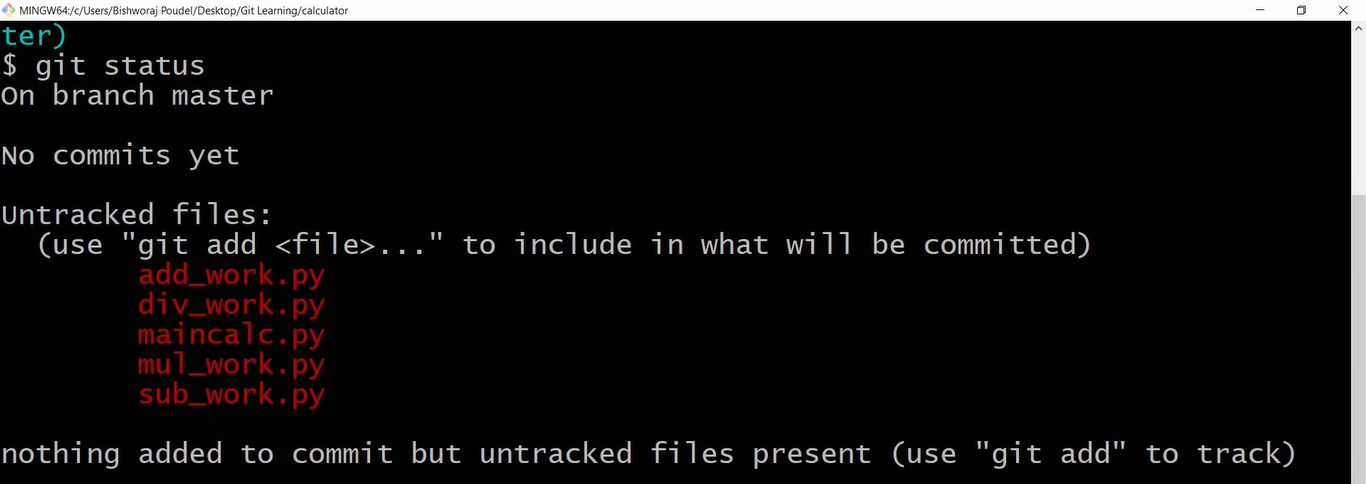 MINGW64:/c/Users/Bishworaj Poudel/Desktop/Git Learning/calculator
ter)
$ git status
On branch master
No commits yet
Untracked files:
(use "git add <file>..." to include in what will be committed)
add_work.py
div_work.py
maincalc.py
mul_work.py
sub_work.py
nothing added to commit but untracked files present (use "git add" to track)